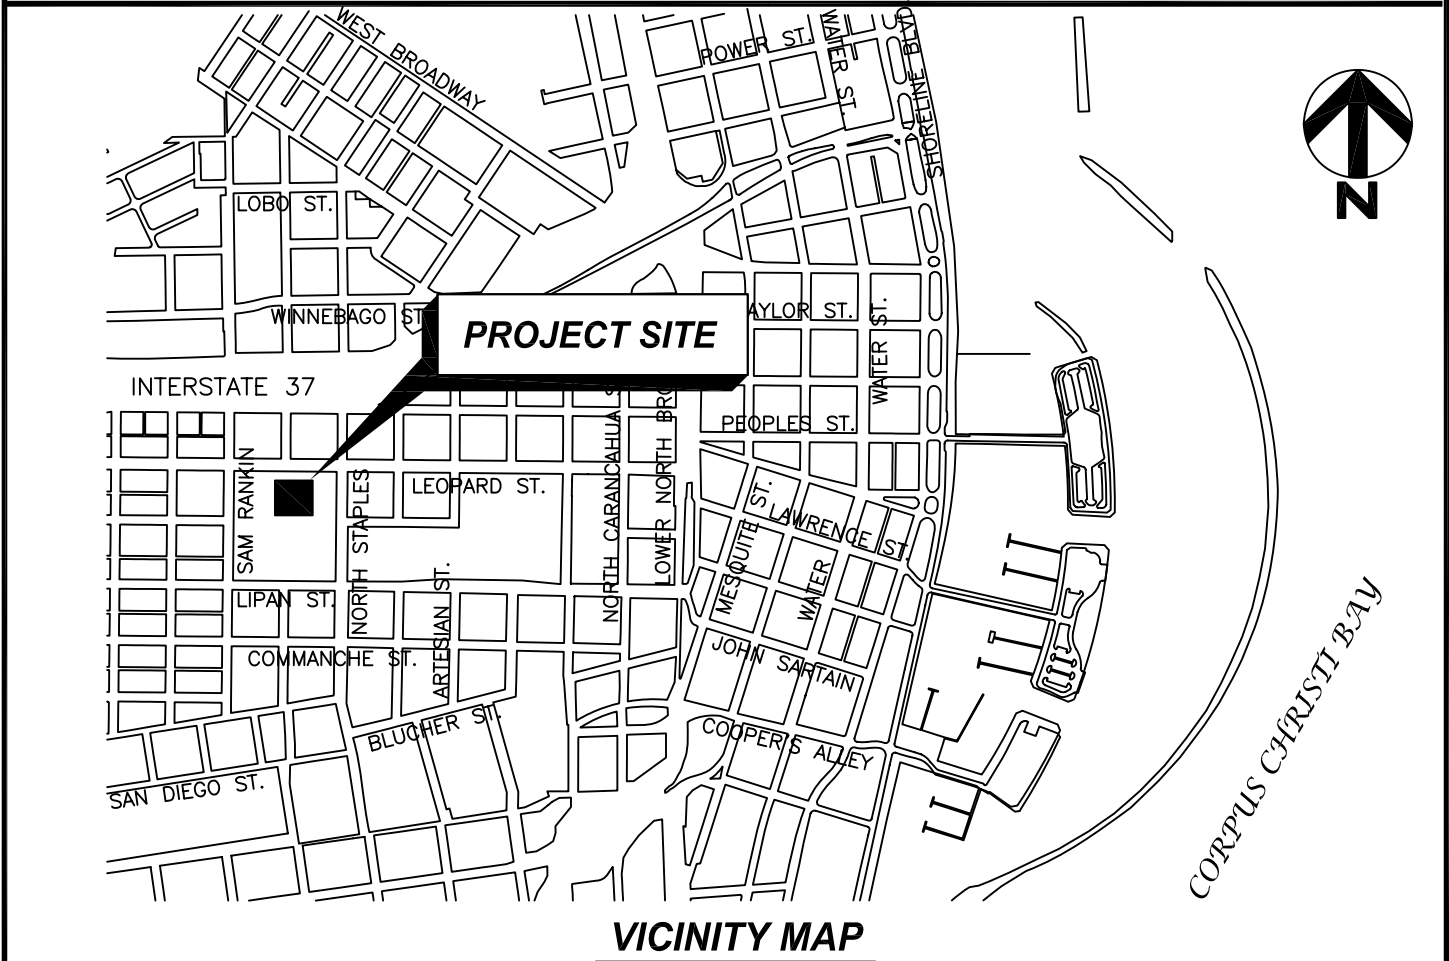 WEST BROADWAY
POWER ST.
WATER ST.
SHORELINE BLVD
N
LOBO ST.
WINNEBAGO ST
PROJECT SITE
AYLOR ST.
WATER ST.
INTERSTATE 37
PEOPLES ST.
SAM RANKIN
NORTH STAPLES
LEOPARD ST.
NORTH CARANCAHUA S
LOWER NORTH BRO
MESQUITE ST.
LAWRENCE ST.
WATER
LIPAN ST.
ARTESIAN ST.
COMMANCHE ST.
JOHN SARTAIN
BLUCHER ST.
COOPER'S ALLEY
SAN DIEGO ST.
CORPUS CHRISTI BAY
VICINITY MAP